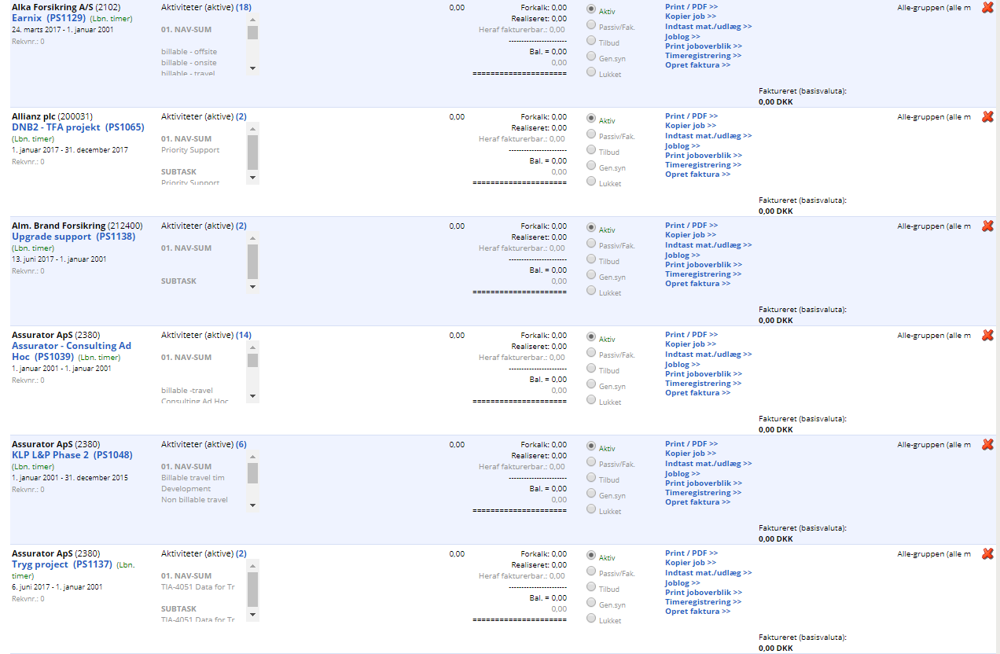 Alka Forsikring A/S (2102)
Earnix (PS1129) (Lbn. timer)
24. marts 2017 - 1. januar 2001
Rekvnr.: 0
Aktiviteter (aktive) (18)
01. NAV-SUM
billable - offsite
billable - onsite
billable - travel
0,00
Forkalk: 0,00
Realiseret: 0,00
Heraf fakturerbar.: 0,00
-----------------------
Bal. = 0,00
0,00
=====================
Aktiv
Passiv/Fak.
Tilbud
Gen.syn
Lukket
Print / PDF >>
Kopier job >>
Indtast mat./udlæg >>
Joblog >>
Print joboverblik >>
Timeregistrering >>
Opret faktura >>
Faktureret (basisvaluta):
0,00 DKK
Alle-gruppen (alle m
Allianz plc (200031)
DNB2 - TFA projekt (PS1065)
(Lbn. timer)
1. januar 2017 - 31. december 2017
Rekvnr.: 0
Aktiviteter (aktive) (2)
01. NAV-SUM
Priority Support
SUBTASK
Priority Support
0,00
Forkalk: 0,00
Realiseret: 0,00
Heraf fakturerbar.: 0,00
-----------------------
Bal. = 0,00
0,00
=====================
Aktiv
Passiv/Fak.
Tilbud
Gen.syn
Lukket
Print / PDF >>
Kopier job >>
Indtast mat./udlæg >>
Joblog >>
Print joboverblik >>
Timeregistrering >>
Opret faktura >>
Faktureret (basisvaluta):
0,00 DKK
Alle-gruppen (alle m
Alm. Brand Forsikring (212400)
Upgrade support (PS1138)
(Lbn. timer)
13. juni 2017 - 1. januar 2001
Rekvnr.: 0
Aktiviteter (aktive) (2)
01. NAV-SUM
SUBTASK
0,00
Forkalk: 0,00
Realiseret: 0,00
Heraf fakturerbar.: 0,00
-----------------------
Bal. = 0,00
0,00
=====================
Aktiv
Passiv/Fak.
Tilbud
Gen.syn
Lukket
Print / PDF >>
Kopier job >>
Indtast mat./udlæg >>
Joblog >>
Print joboverblik >>
Timeregistrering >>
Opret faktura >>
Faktureret (basisvaluta):
0,00 DKK
Alle-gruppen (alle m
Assurator ApS (2380)
Assurator - Consulting Ad
Hoc (PS1039) (Lbn. timer)
1. januar 2001 - 1. januar 2001
Rekvnr.: 0
Aktiviteter (aktive) (14)
01. NAV-SUM
billable -travel
Consulting Ad Hoc
0,00
Forkalk: 0,00
Realiseret: 0,00
Heraf fakturerbar.: 0,00
-----------------------
Bal. = 0,00
0,00
=====================
Aktiv
Passiv/Fak.
Tilbud
Gen.syn
Lukket
Print / PDF >>
Kopier job >>
Indtast mat./udlæg >>
Joblog >>
Print joboverblik >>
Timeregistrering >>
Opret faktura >>
Faktureret (basisvaluta):
0,00 DKK
Alle-gruppen (alle m
Assurator ApS (2380)
KLP L&P Phase 2 (PS1048)
(Lbn. timer)
1. januar 2001 - 31. december 2015
Rekvnr.: 0
Aktiviteter (aktive) (6)
01. NAV-SUM
Billable travel tim
Development
Non billable travel
0,00
Forkalk: 0,00
Realiseret: 0,00
Heraf fakturerbar.: 0,00
-----------------------
Bal. = 0,00
0,00
=====================
Aktiv
Passiv/Fak.
Tilbud
Gen.syn
Lukket
Print / PDF >>
Kopier job >>
Indtast mat./udlæg >>
Joblog >>
Print joboverblik >>
Timeregistrering >>
Opret faktura >>
Faktureret (basisvaluta):
0,00 DKK
Alle-gruppen (alle m
Assurator ApS (2380)
Tryg project (PS1137) (Lbn.
timer)
6. juni 2017 - 1. januar 2001
Rekvnr.: 0
Aktiviteter (aktive) (2)
01. NAV-SUM
TIA-4051 Data for Tr
SUBTASK
TIA-4051 Data for Tr
0,00
Forkalk: 0,00
Realiseret: 0,00
Heraf fakturerbar.: 0,00
-----------------------
Bal. = 0,00
0,00
=====================
Aktiv
Passiv/Fak.
Tilbud
Gen.syn
Lukket
Print / PDF >>
Kopier job >>
Indtast mat./udlæg >>
Joblog >>
Print joboverblik >>
Timeregistrering >>
Opret faktura >>
Faktureret (basisvaluta):
0,00 DKK
Alle-gruppen (alle m